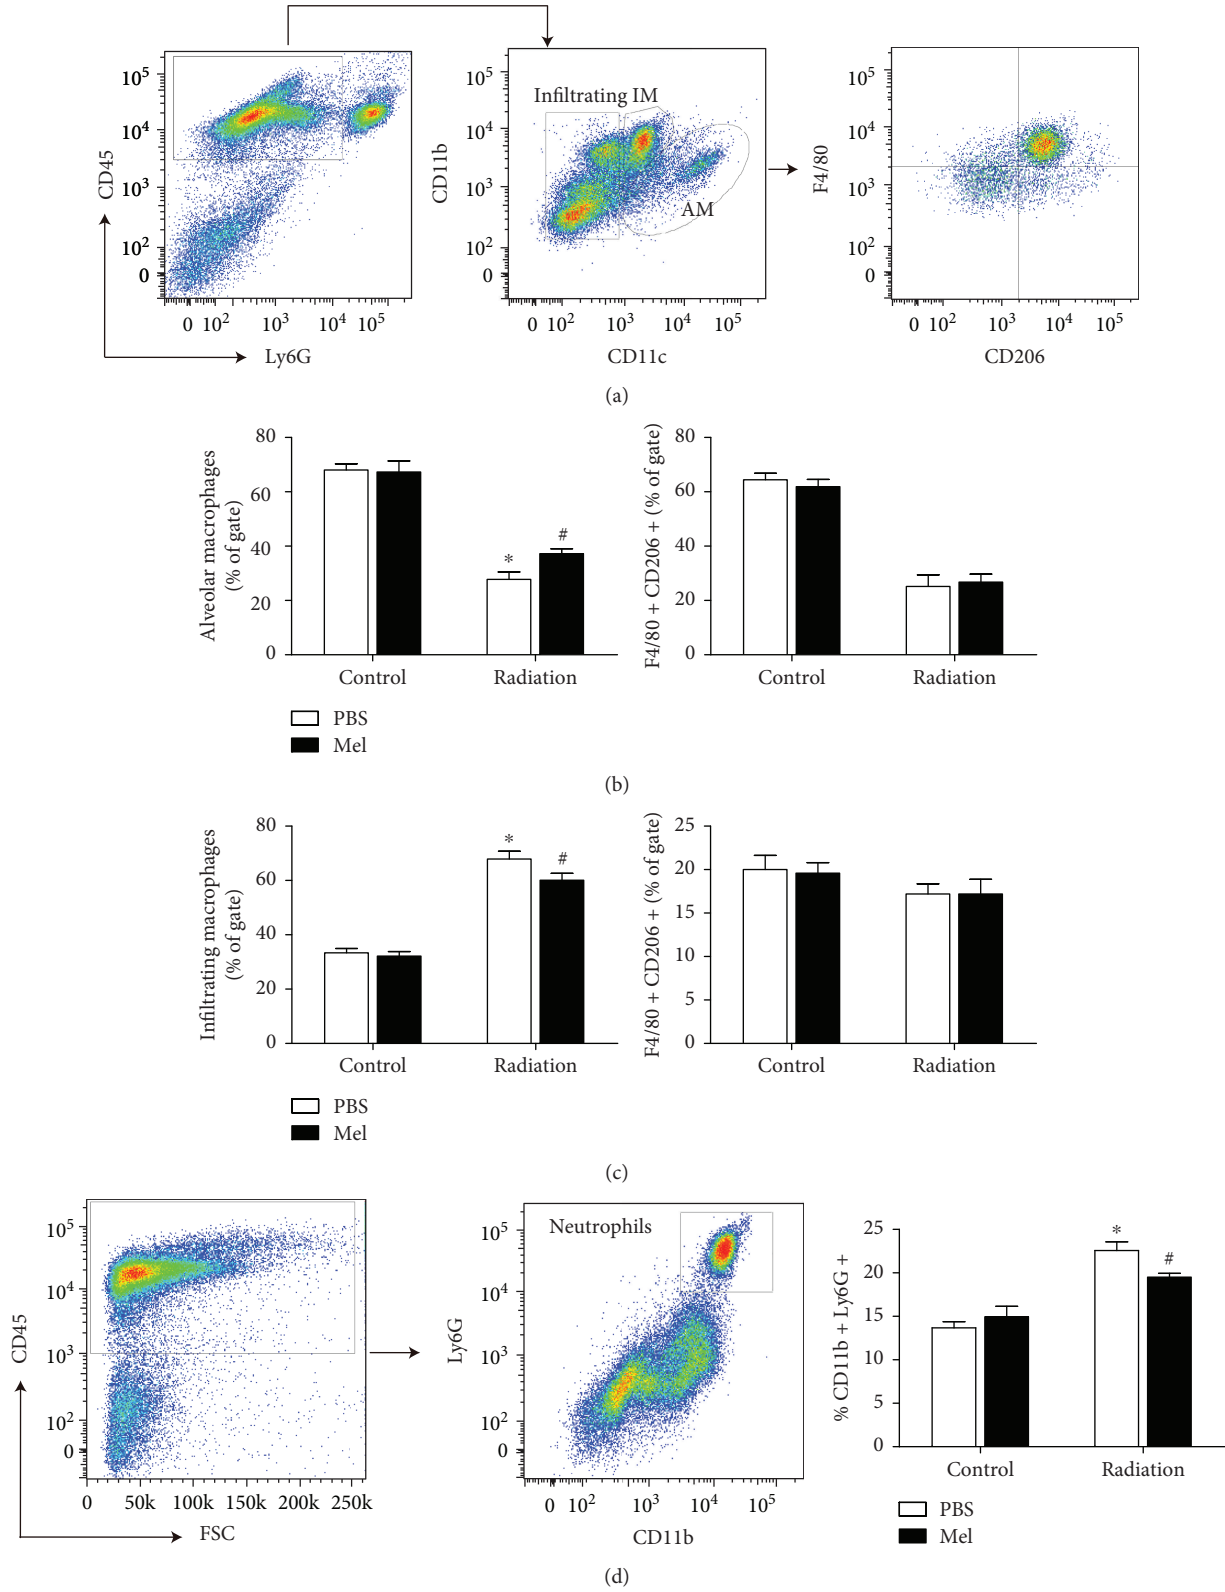 10⁵
10⁴
10³
10²
0
CD45
0 10² 10³ 10⁴ 10⁵
Ly6G
10⁵
10⁴
10³
10²
0
CD11b
Infiltrating IM
AM
0 10² 10³ 10⁴ 10⁵
CD11c
10⁵
10⁴
10³
10²
0
F4/80
0 10² 10³ 10⁴ 10⁵
CD206
(a)
80
60
40
20
0
Alveolar macrophages
(% of gate)
*
#
Control Radiation
PBS
Mel
80
60
40
20
0
F4/80 + CD206 + (% of gate)
Control Radiation
(b)
80
60
40
20
0
Infiltrating macrophages
(% of gate)
*
#
Control Radiation
PBS
Mel
25
20
15
10
5
0
F4/80 + CD206 + (% of gate)
Control Radiation
(c)
10⁵
10⁴
10³
10²
0
CD45
0 50k 100k 150k 200k 250k
FSC
10⁵
10⁴
10³
10²
0
Ly6G
Neutrophils
0 10² 10³ 10⁴ 10⁵
CD11b
25
20
15
10
5
0
% CD11b + Ly6G +
*
#
Control Radiation
PBS
Mel
(d)